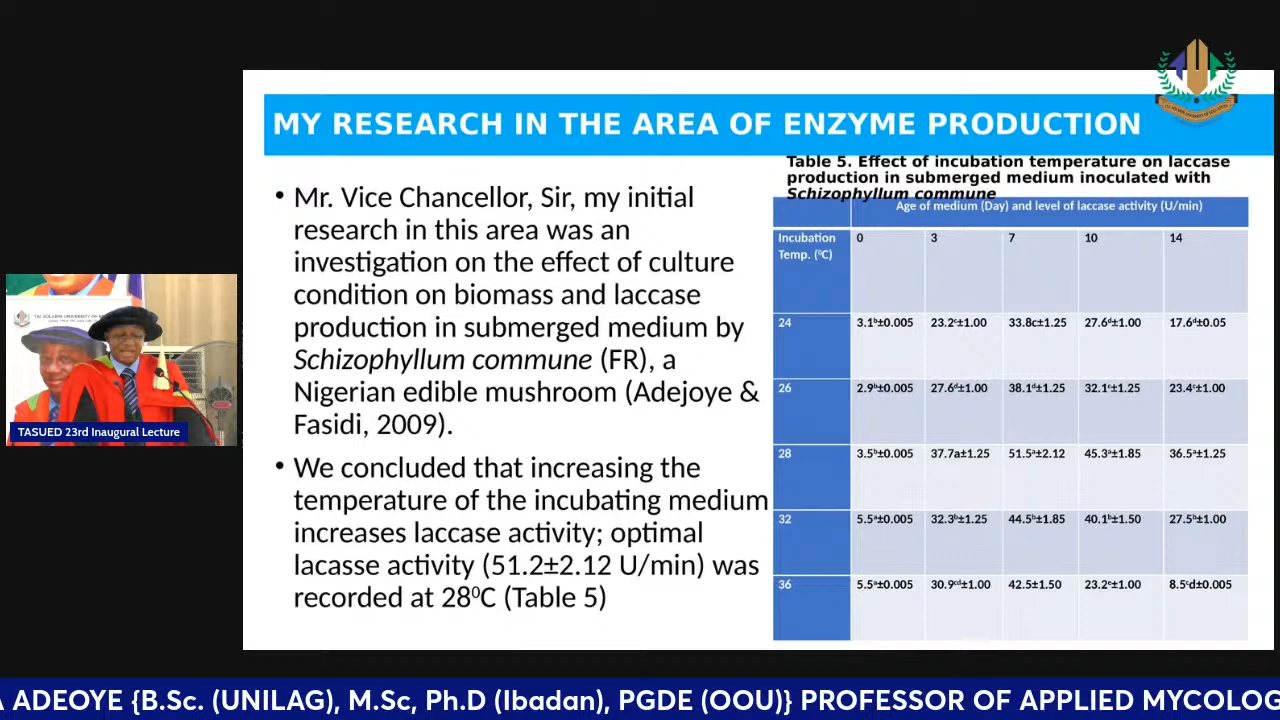 MY RESEARCH IN THE AREA OF ENZYME PRODUCTION
• Mr. Vice Chancellor, Sir, my initial
research in this area was an
investigation on the effect of culture
condition on biomass and laccase
production in submerged medium by
Schizophyllum commune (FR), a
Nigerian edible mushroom (Adejoye &
Fasidi, 2009).
• We concluded that increasing the
temperature of the incubating medium
increases laccase activity; optimal
lacasse activity (51.2±2.12 U/min) was
recorded at 28⁰C (Table 5)
Table 5. Effect of incubation temperature on laccase
production in submerged medium inoculated with
Schizophyllum commune
Age of medium (Day) and level of laccase activity (U/min)
Incubation Temp. (⁰C) 0 3 7 10 14
24 3.1ᵇ±0.005 23.2ᶜ±1.00 33.8c±1.25 27.6ᵈ±1.00 17.6ᵈ±0.05
26 2.9ᵇ±0.005 27.6ᵈ±1.00 38.1ᵈ±1.25 32.1ᶜ±1.25 23.4ᶜ±1.00
28 3.5ᵇ±0.005 37.7a±1.25 51.5ᵃ±2.12 45.3ᵃ±1.85 36.5ᵃ±1.25
32 5.5ᵃ±0.005 32.3ᵇ±1.25 44.5ᵇ±1.85 40.1ᵇ±1.50 27.5ᵇ±1.00
36 5.5ᵃ±0.005 30.9ᶜᵈ±1.00 42.5±1.50 23.2ᵉ±1.00 8.5ᶜd±0.005
TASUED 23rd Inaugural Lecture
A ADEOYE {B.Sc. (UNILAG), M.Sc, Ph.D (Ibadan), PGDE (OOU)} PROFESSOR OF APPLIED MYCOLOG